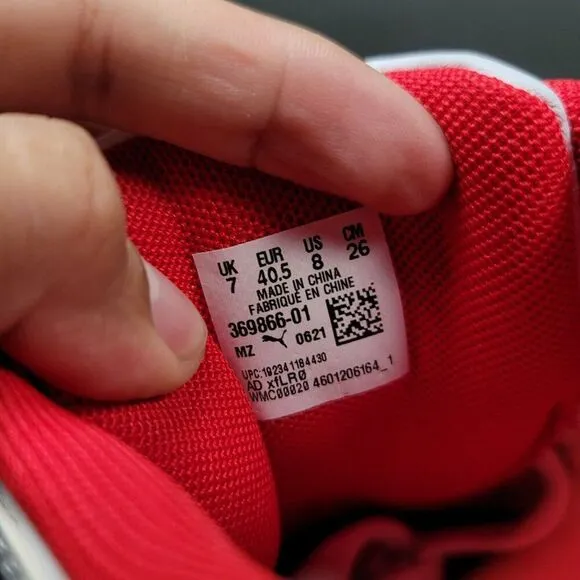 UK EUR US CM
7 40.5 8 26
MADE IN CHINA
FABRIQUÉ EN CHINE
369866-01
MZ 0621
UPC:192341184430
AD xfLR0
WMC00020 4601206164_1